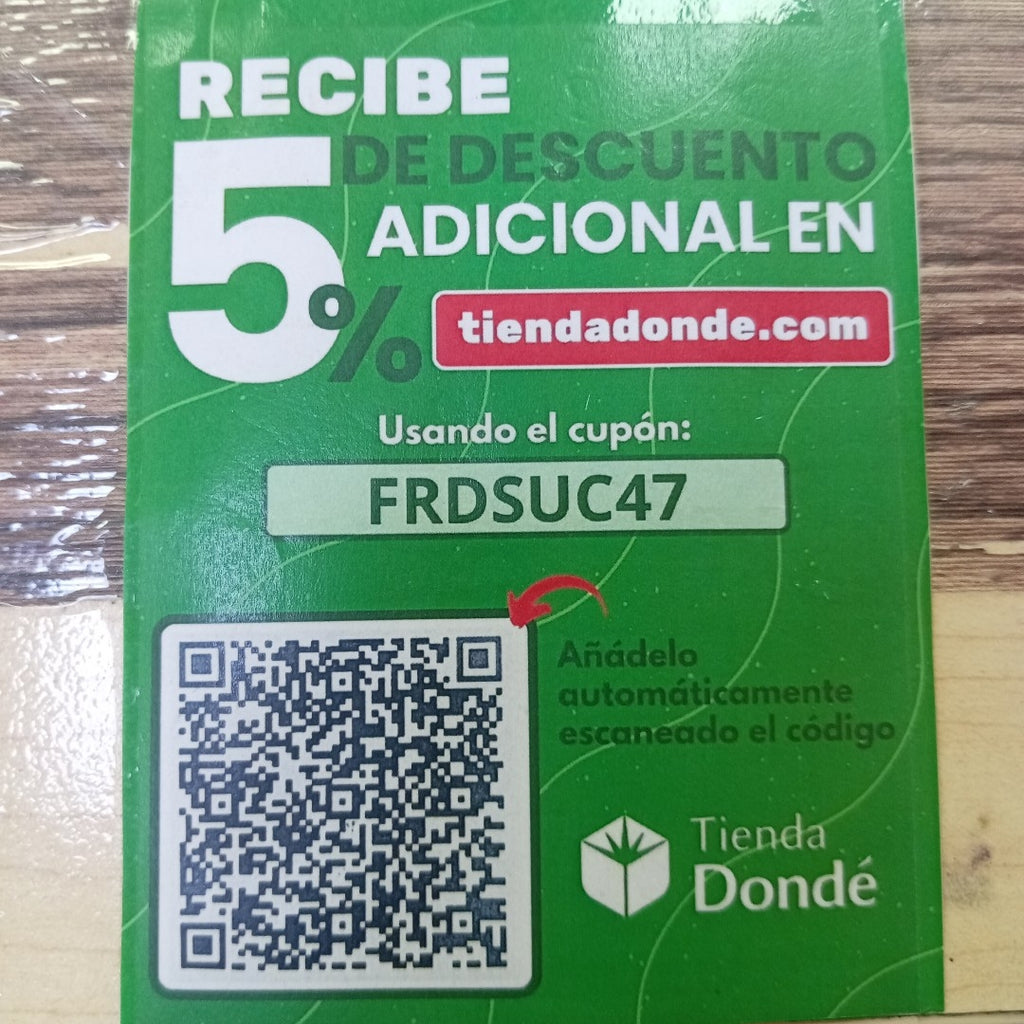 RECIBE
5% DE DESCUENTO
ADICIONAL EN
tiendadonde.com
Usando el cupón:
FRDSUC47
Añádelo
automáticamente
escaneado el código
Tienda
Dondé